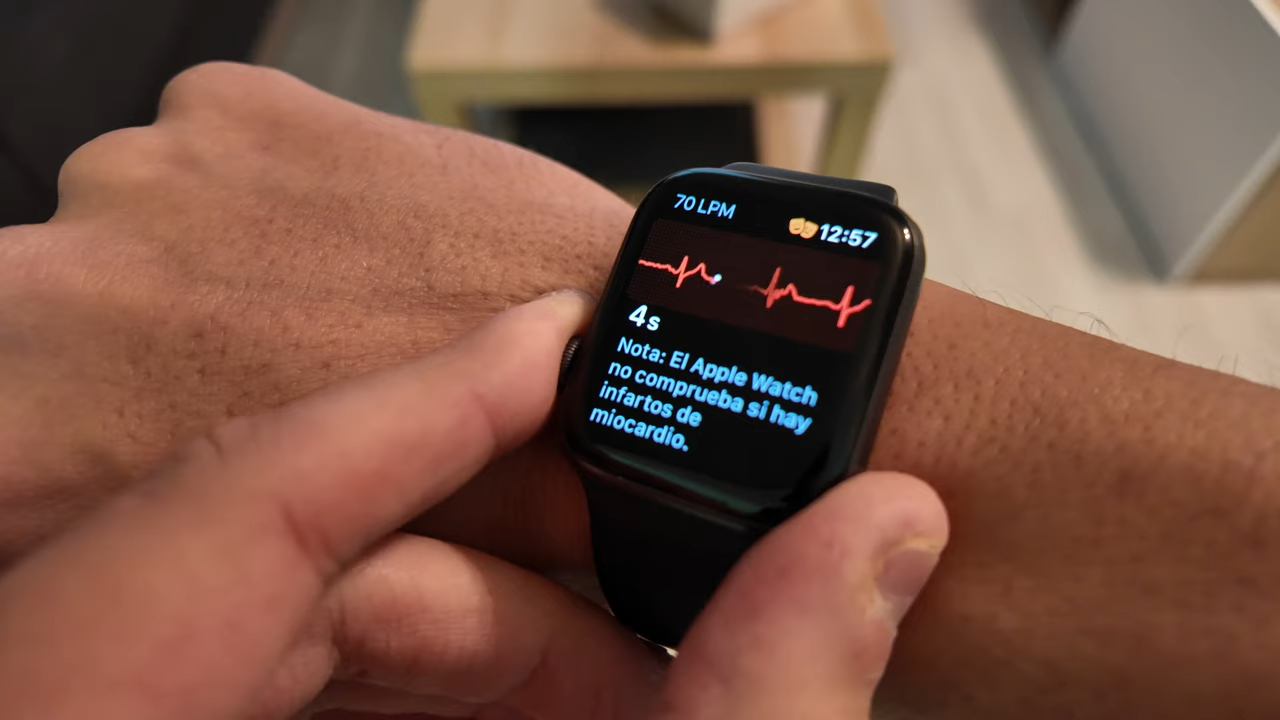 70 LPM
12:57
4s
Nota: El Apple Watch
no comprueba si hay
infartos de
miocardio.